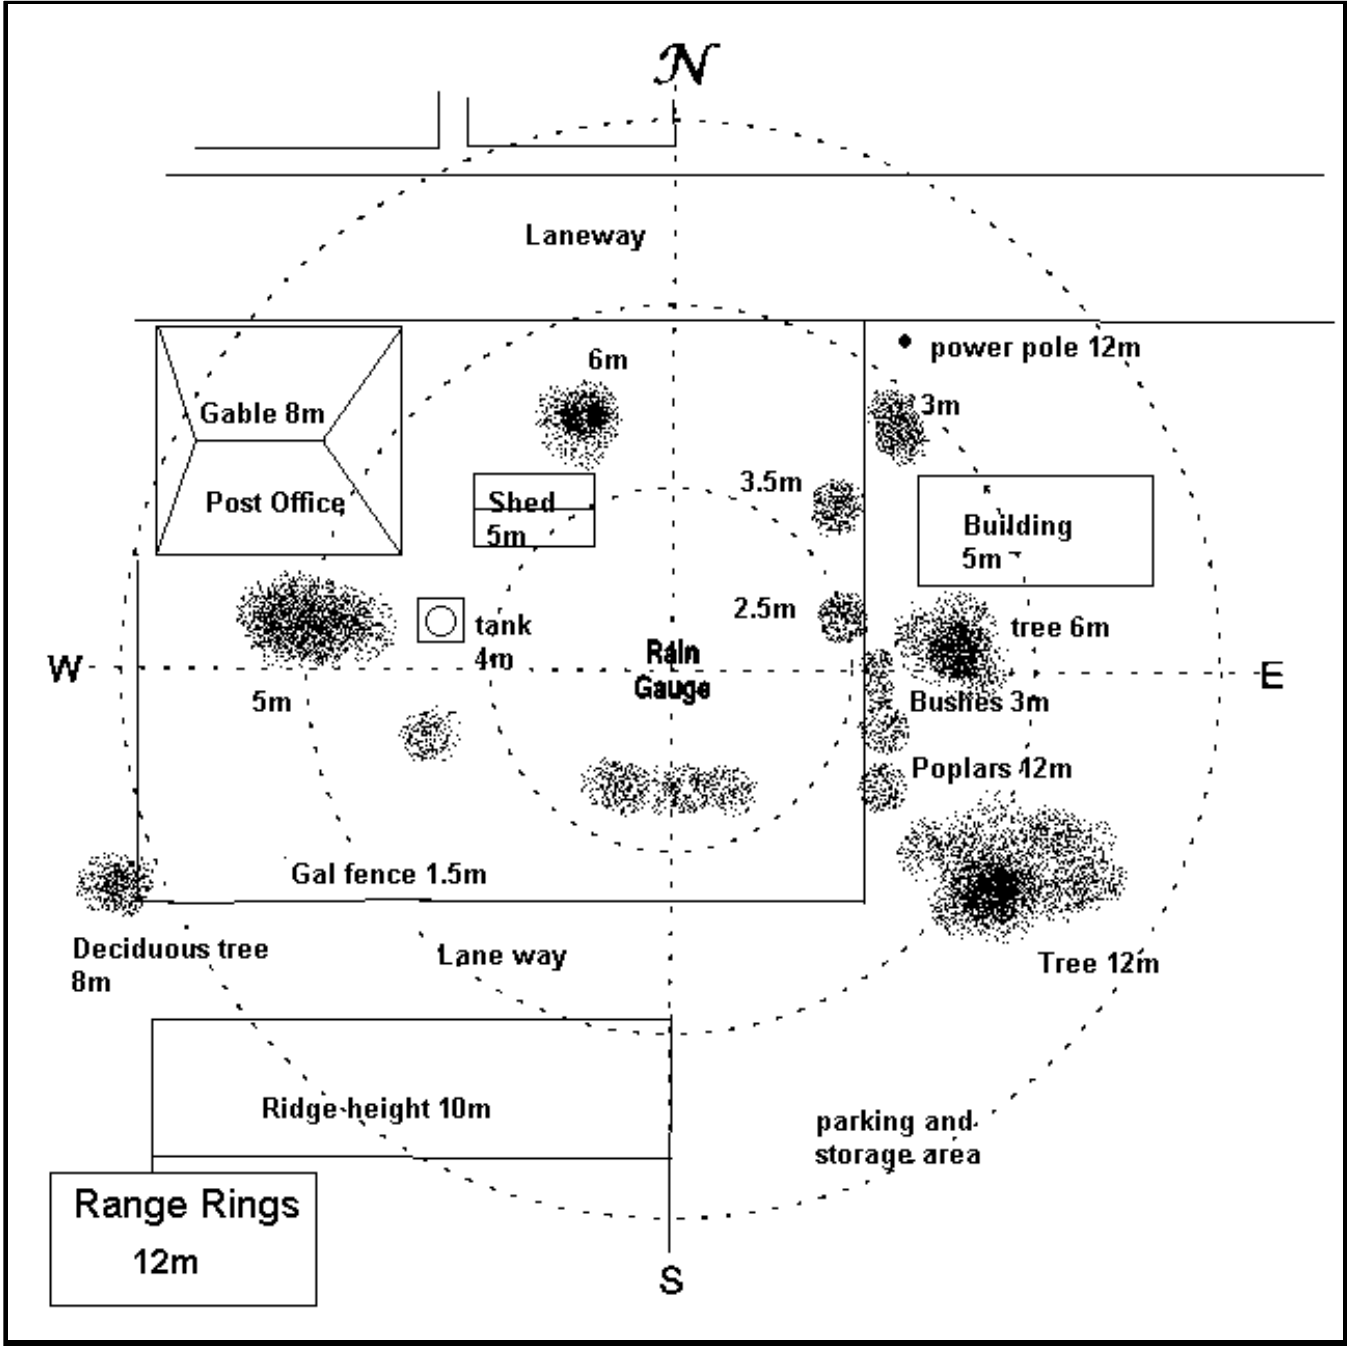 N
Laneway
6m
power pole 12m
Gable 8m
3m
3.5m
Post Office
Shed
5m
Building
5m
2.5m
tank
4m
tree 6m
Rain
Gauge
W
E
5m
Bushes 3m
Poplars 12m
Gal fence 1.5m
Deciduous tree
8m
Lane way
Tree 12m
Ridge height 10m
parking and
storage area
Range Rings
12m
S